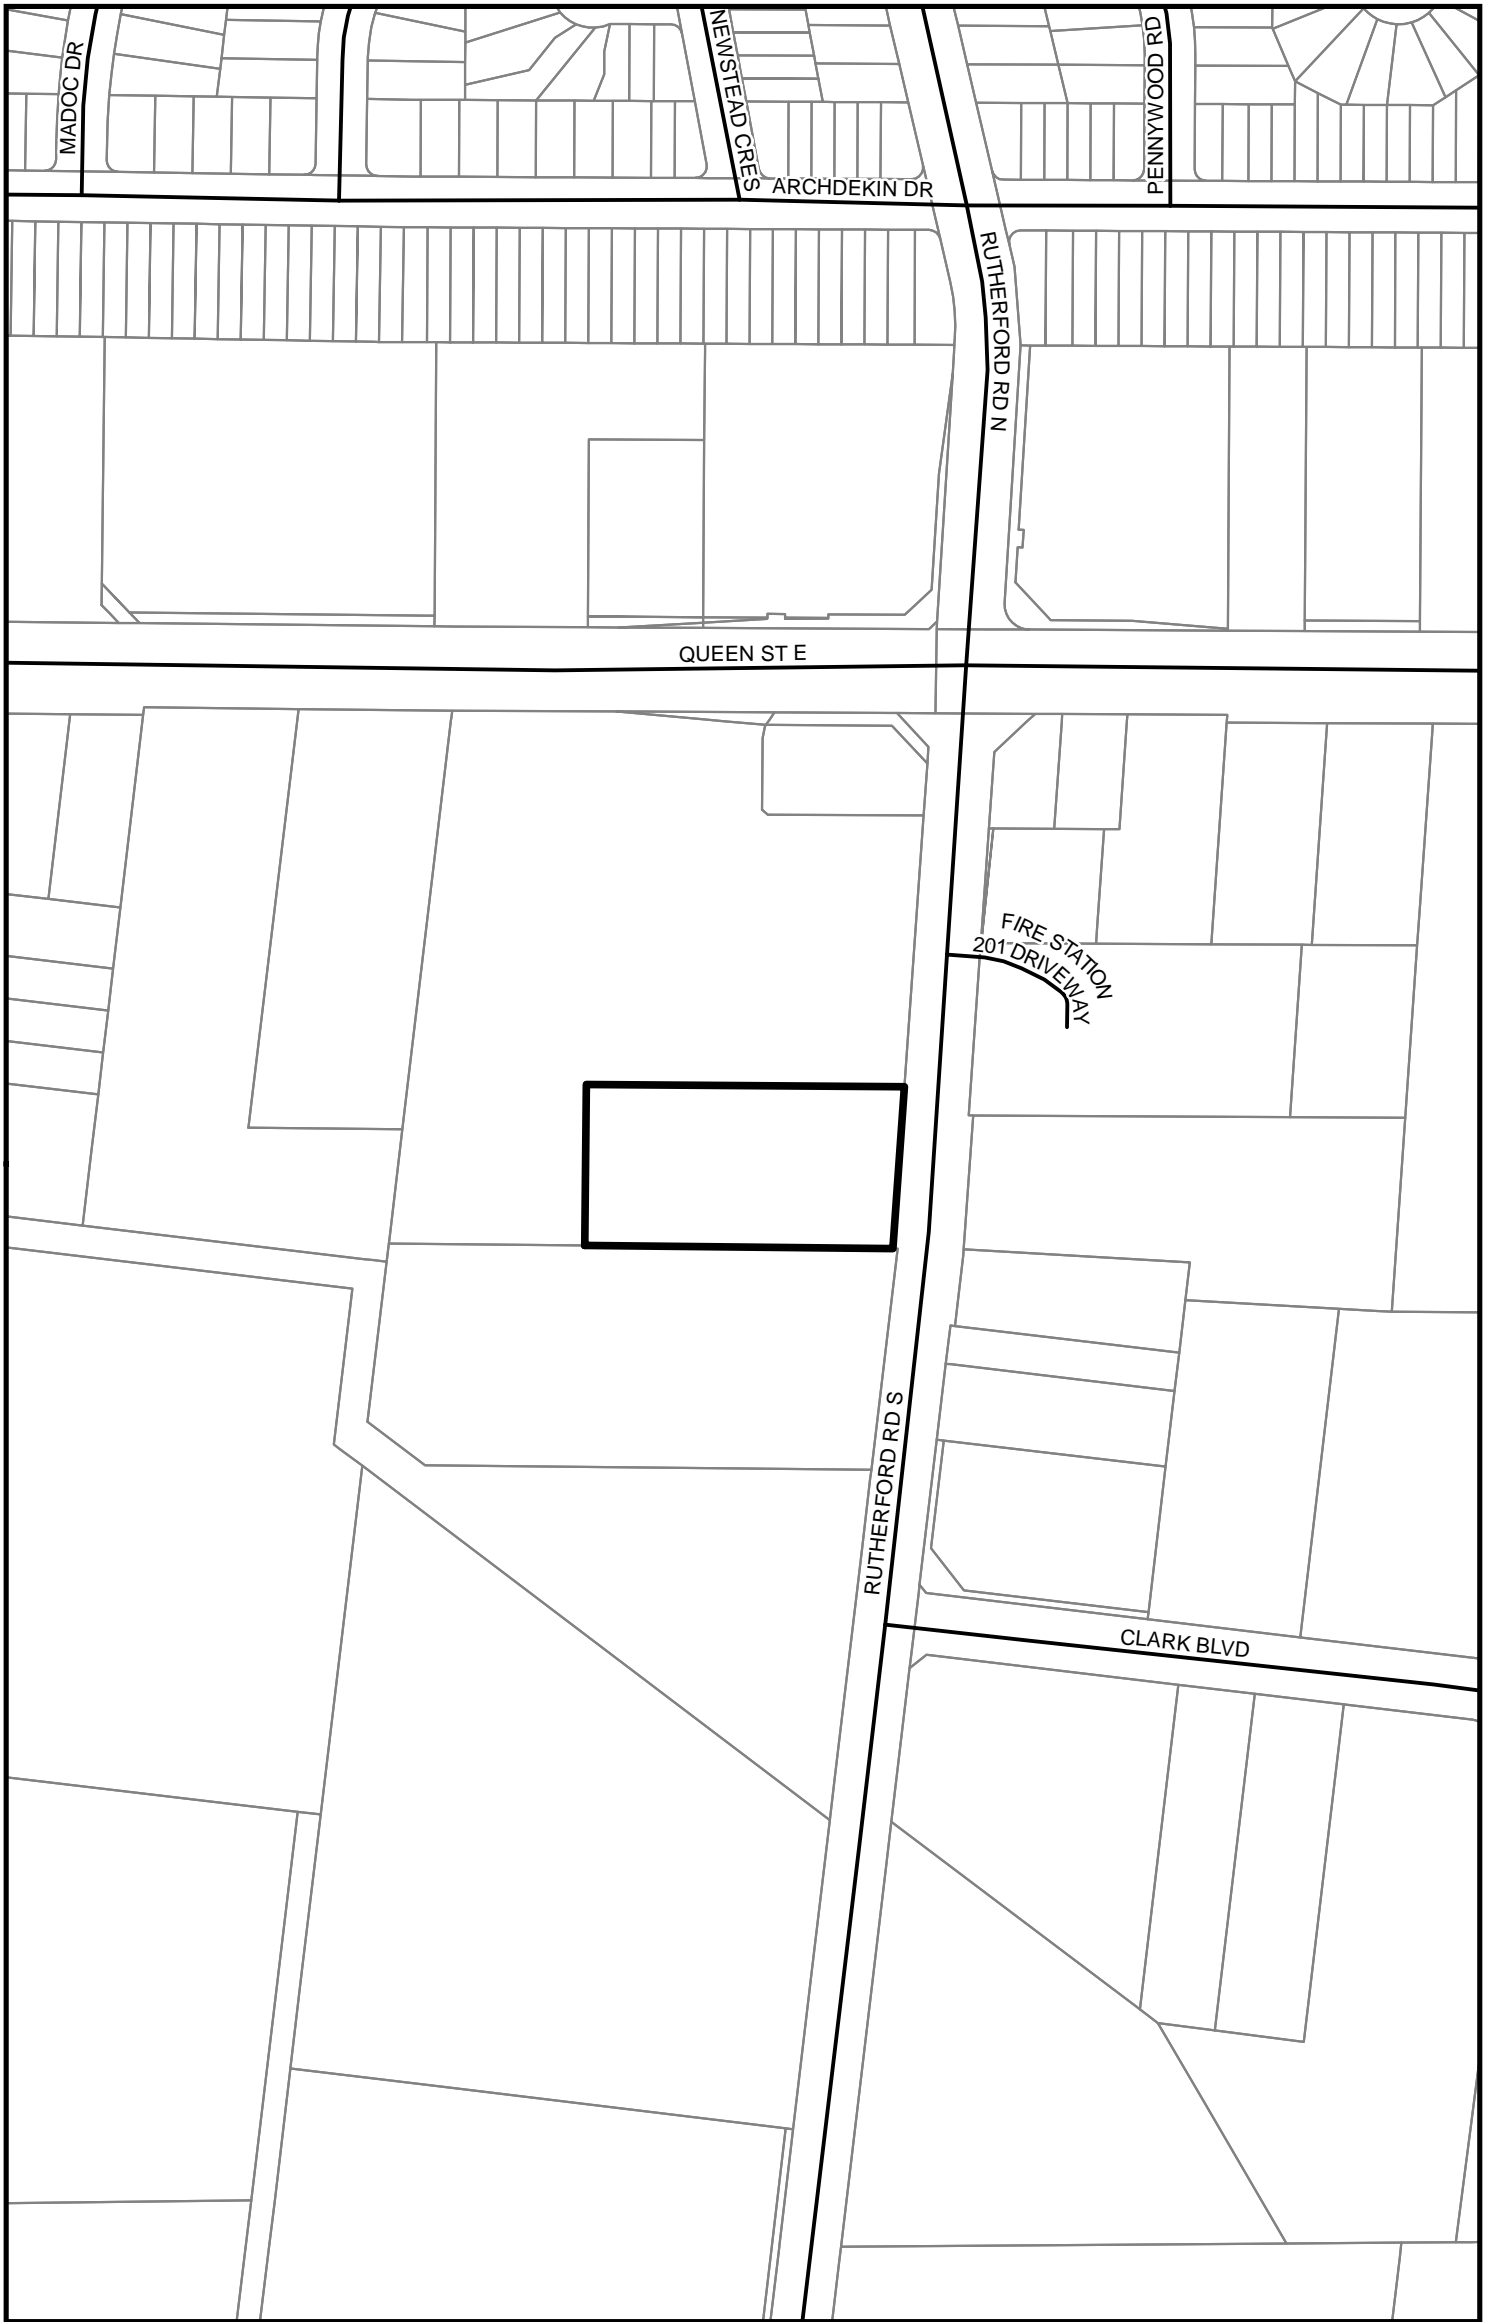 MADOC DR
NEWSTEAD CRES
PENNYWOOD RD
ARCHDEKIN DR
RUTHERFORD RD N
QUEEN ST E
FIRE STATION
201 DRIVEWAY
RUTHERFORD RD S
CLARK BLVD